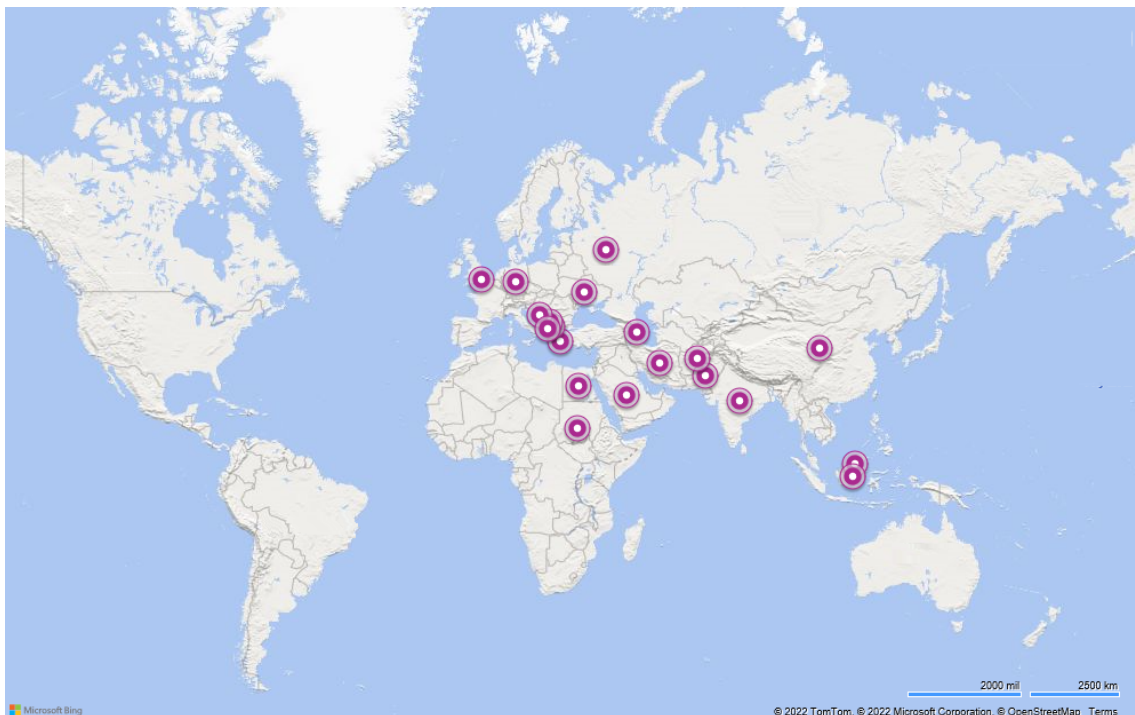 2000 mil 2500 km
Microsoft Bing
© 2022 TomTom, © 2022 Microsoft Corporation, © OpenStreetMap Terms